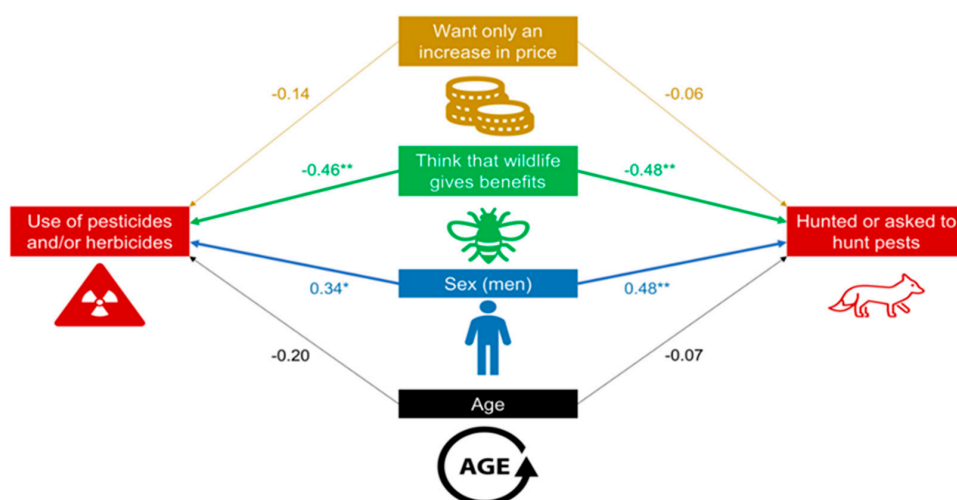 Want only an
increase in price
-0.14
-0.06
Think that wildlife
gives benefits
-0.46**
-0.48**
Use of pesticides
and/or herbicides
Hunted or asked to
hunt pests
Sex (men)
0.34*
0.48**
-0.20
-0.07
Age
AGE